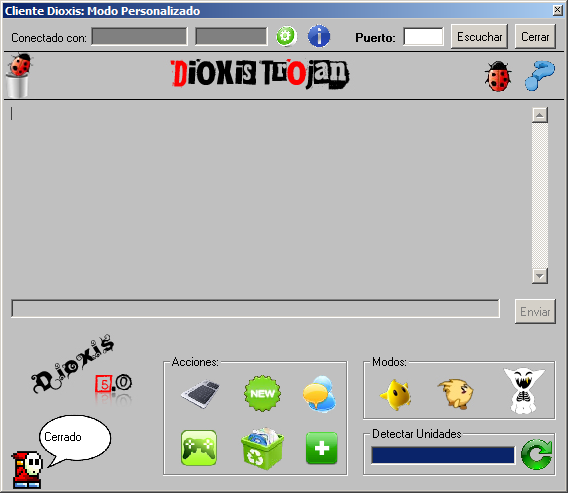 Cliente Dioxis: Modo Personalizado
Conectado con:
Puerto:
Escuchar
Cerrar
Dioxis Trojan
Enviar
Dioxis
5.0
Acciones:
NEW
Modos:
Detectar Unidades
Cerrado